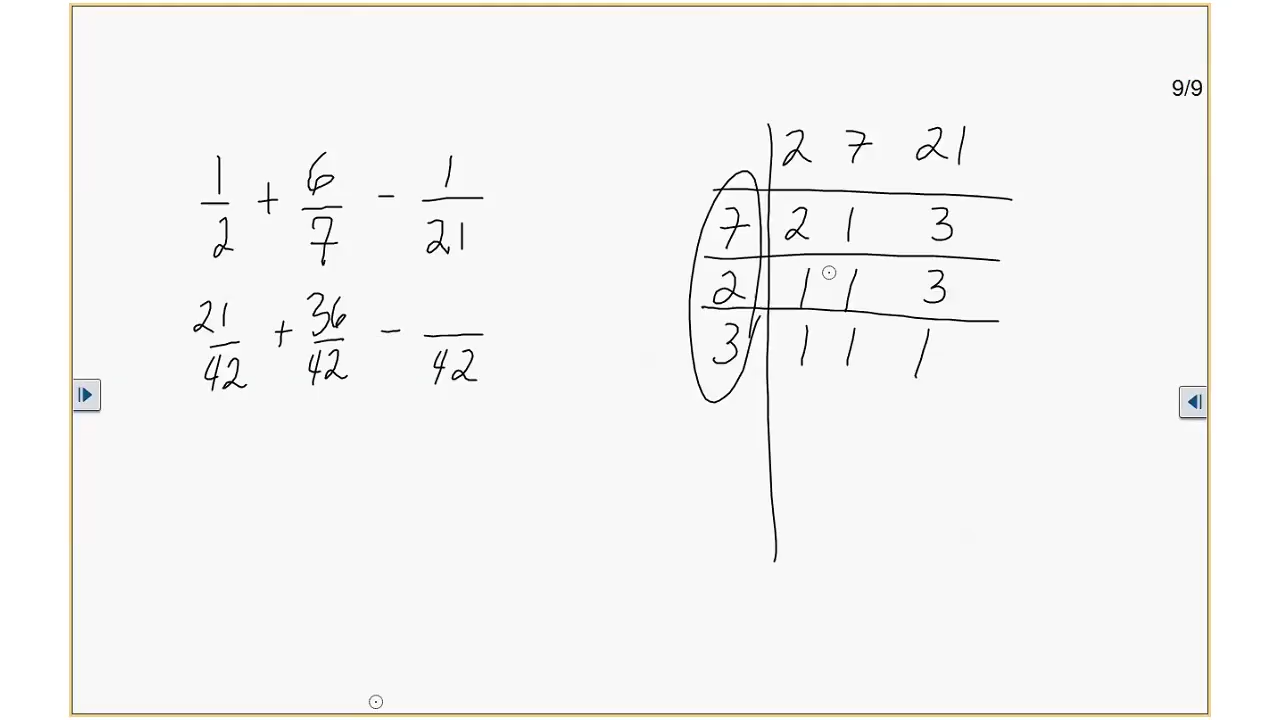 9/9
1/2 + 6/7 - 1/21
21/42 + 36/42 - /42
2 7 21
7 2 1 3
2 1 1 3
3 1 1 1